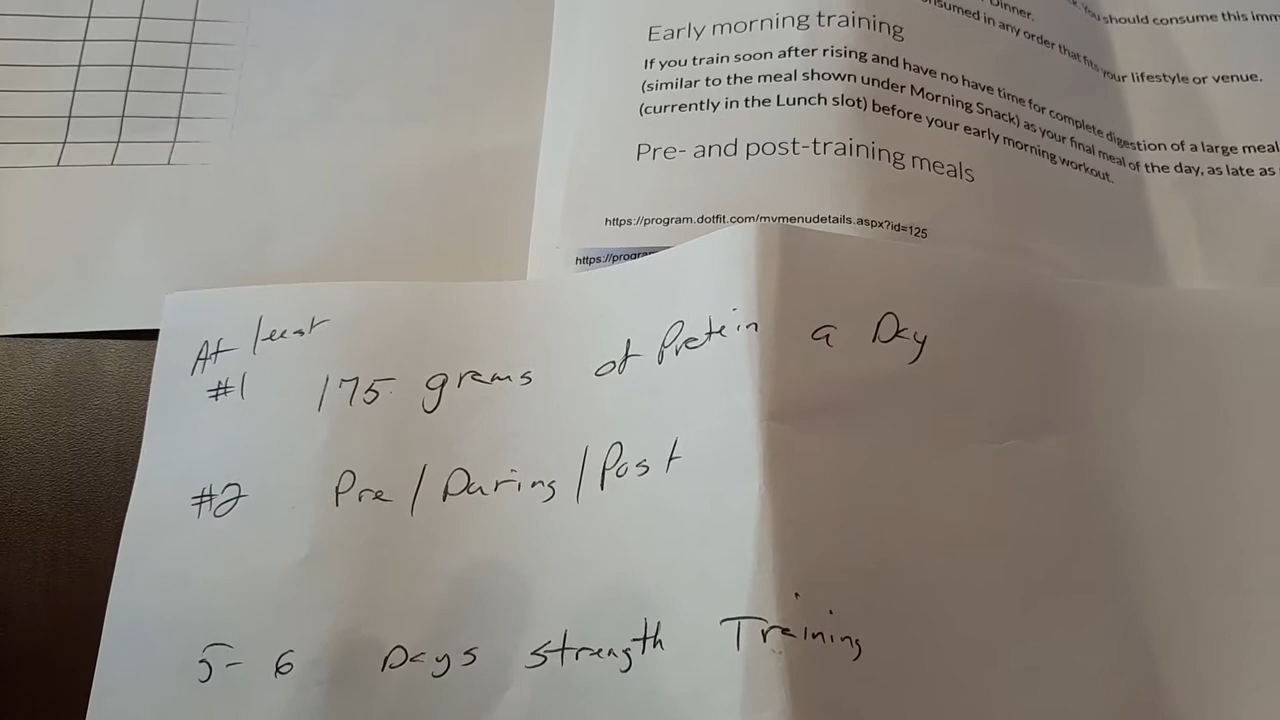 Dinner.
You should consume this imm
nsumed in any order that fits your lifestyle or venue.
Early morning training
If you train soon after rising and have no have time for complete digestion of a large meal
(similar to the meal shown under Morning Snack) as your final meal of the day, as late as
(currently in the Lunch slot) before your early morning workout.
Pre- and post-training meals
https://program.dotfit.com/mvmenudetails.aspx?id=125
https://progra
At least
#1 175 grams of Protein a Day
#2 Pre / During / Post
5-6 Days Strength Training